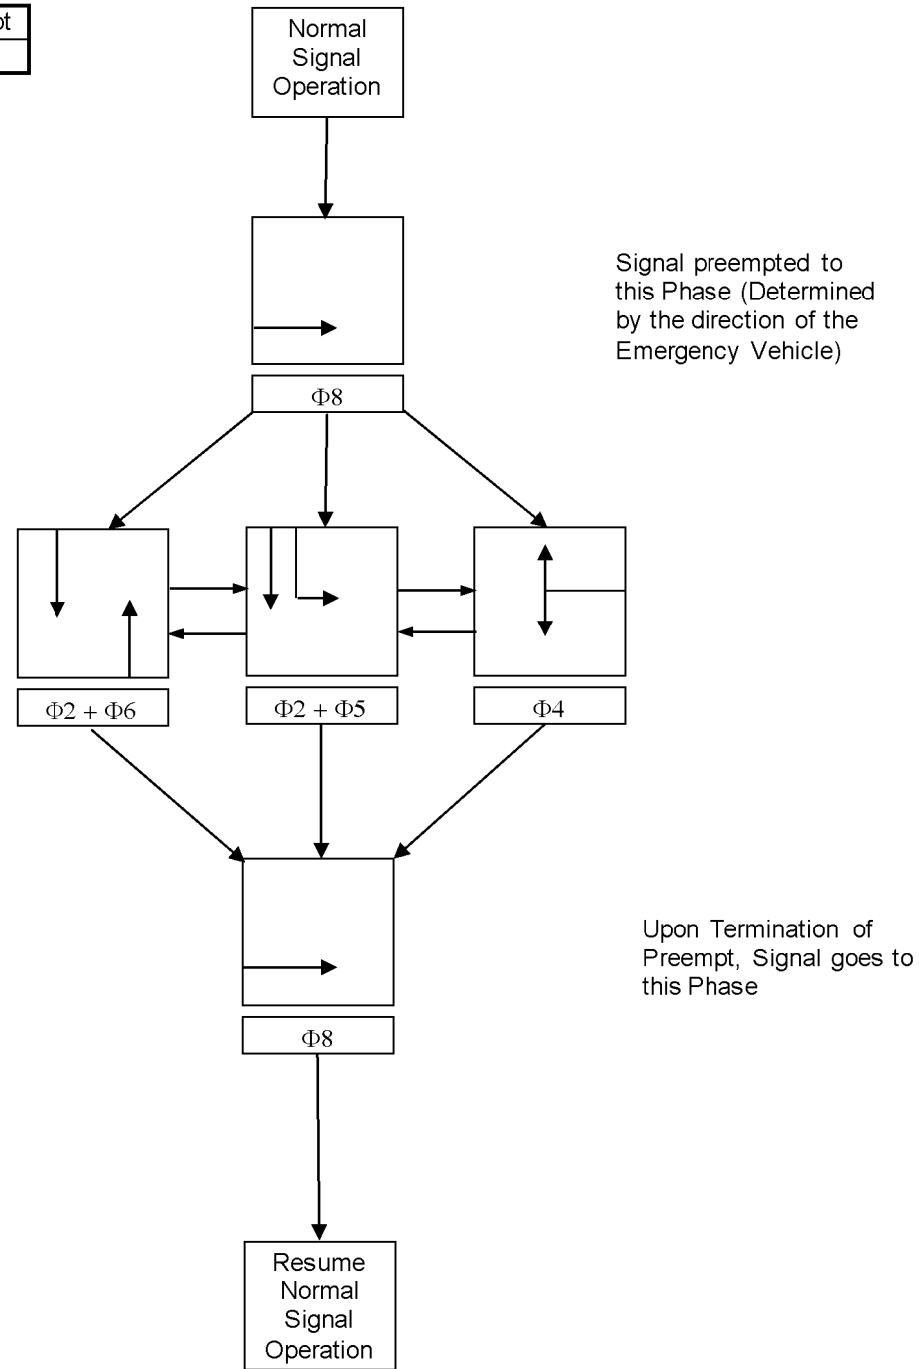 Normal
Signal
Operation
Signal preempted to
this Phase (Determined
by the direction of the
Emergency Vehicle)
Φ8
Φ2 + Φ6
Φ2 + Φ5
Φ4
Upon Termination of
Preempt, Signal goes to
this Phase
Φ8
Resume
Normal
Signal
Operation